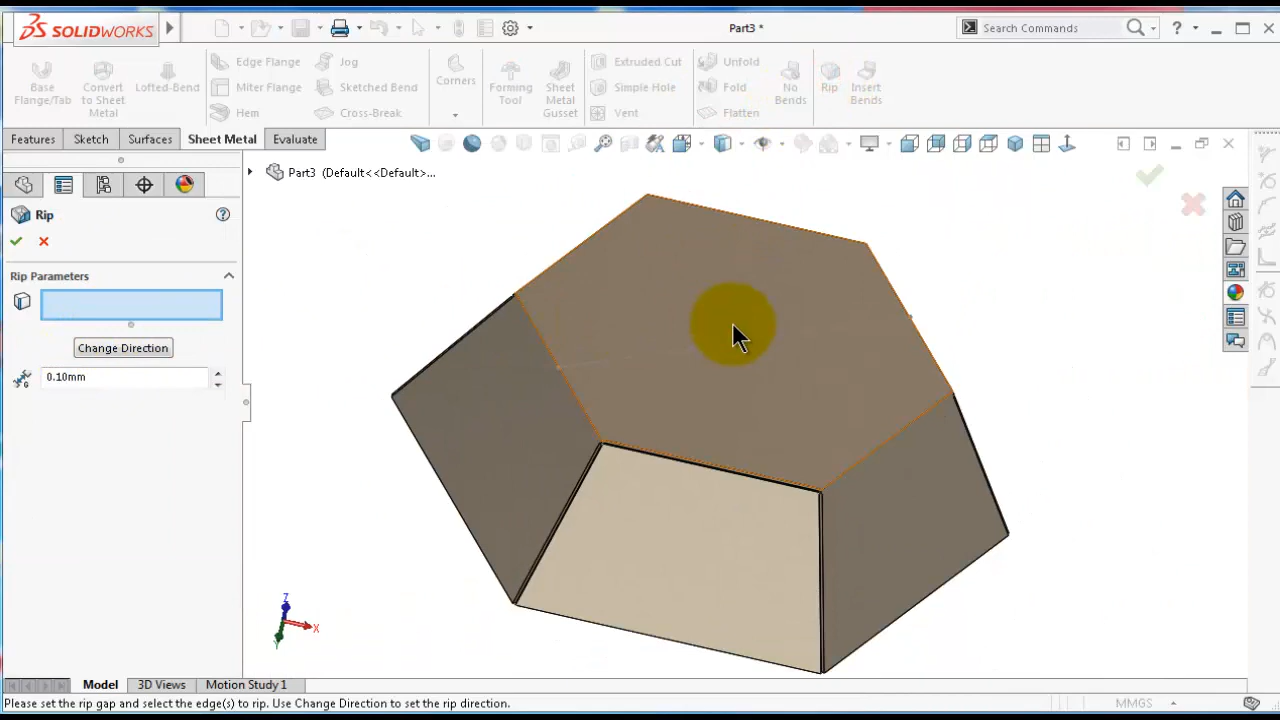 SOLIDWORKS
Part3 *
Search Commands
Base Flange/Tab
Convert to Sheet Metal
Lofted-Bend
Edge Flange
Miter Flange
Hem
Jog
Sketched Bend
Cross-Break
Corners
Forming Tool
Sheet Metal Gusset
Extruded Cut
Simple Hole
Vent
Unfold
Fold
Flatten
No Bends
Rip
Insert Bends
Features
Sketch
Surfaces
Sheet Metal
Evaluate
Part3 (Default<<Default>...
Rip
Rip Parameters
Change Direction
0.10mm
Z
X
Y
Model
3D Views
Motion Study 1
Please set the rip gap and select the edge(s) to rip. Use Change Direction to set the rip direction.
MMGS